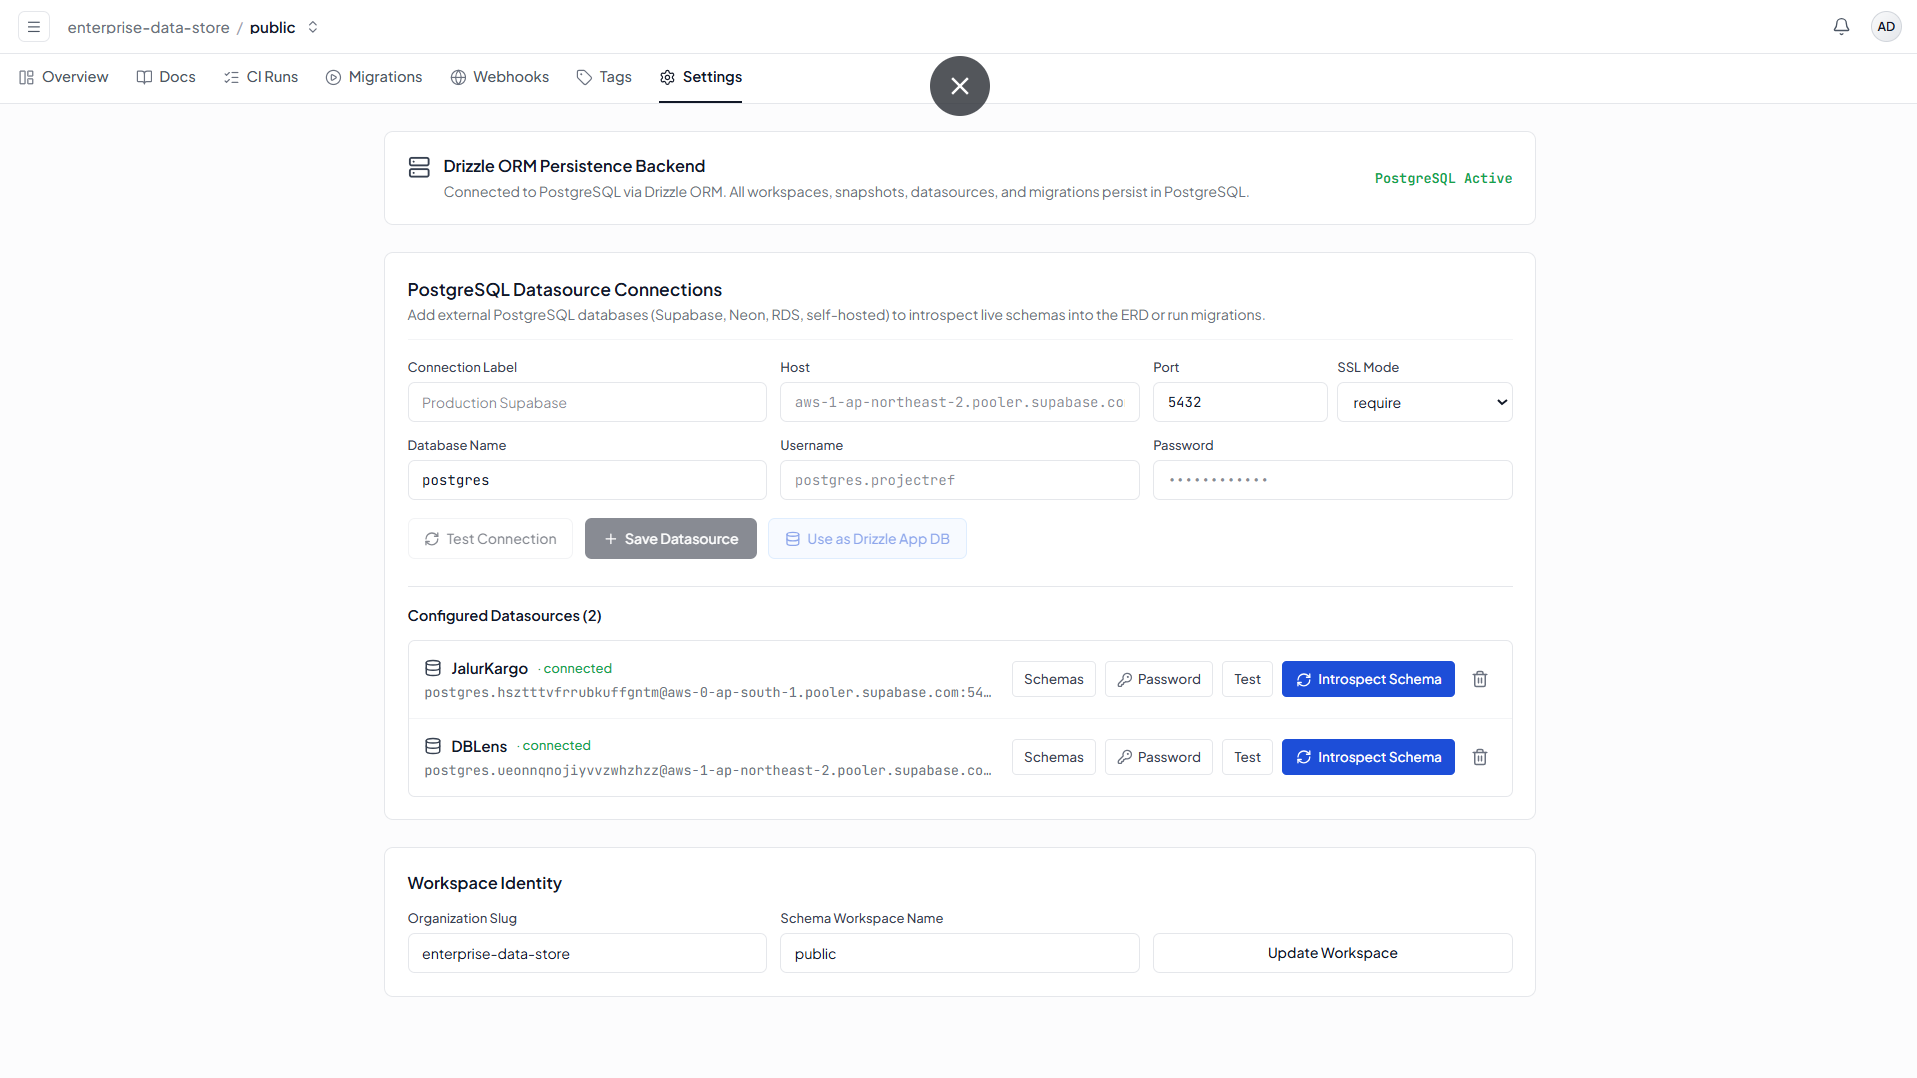 enterprise-data-store / public
AD
Overview Docs CI Runs Migrations Webhooks Tags Settings
Drizzle ORM Persistence Backend
Connected to PostgreSQL via Drizzle ORM. All workspaces, snapshots, datasources, and migrations persist in PostgreSQL.
PostgreSQL Active
PostgreSQL Datasource Connections
Add external PostgreSQL databases (Supabase, Neon, RDS, self-hosted) to introspect live schemas into the ERD or run migrations.
Connection Label Host Port SSL Mode
Production Supabase aws-1-ap-northeast-2.pooler.supabase.co 5432 require
Database Name Username Password
postgres postgres.projectref ••••••••••••
Test Connection + Save Datasource Use as Drizzle App DB
Configured Datasources (2)
JalurKargo · connected
postgres.hsztttvfrrubkuffgntm@aws-0-ap-south-1.pooler.supabase.com:54…
Schemas Password Test Introspect Schema
DBLens · connected
postgres.ueonnqnojiyvvzwhzhzz@aws-1-ap-northeast-2.pooler.supabase.co…
Schemas Password Test Introspect Schema
Workspace Identity
Organization Slug Schema Workspace Name
enterprise-data-store public Update Workspace